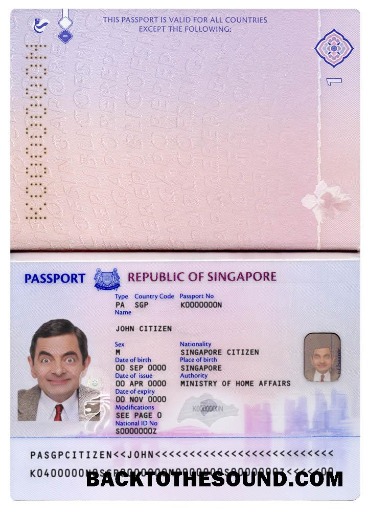 THIS PASSPORT IS VALID FOR ALL COUNTRIES
EXCEPT THE FOLLOWING:
K0000000N
1
PASSPORT REPUBLIC OF SINGAPORE
Type Country Code Passport No
PA SGP K0000000N
Name
JOHN CITIZEN
Sex Nationality
M SINGAPORE CITIZEN
Date of birth Place of birth
00 SEP 0000 SINGAPORE
Date of issue Authority
00 APR 0000 MINISTRY OF HOME AFFAIRS
Date of expiry
00 NOV 0000
Modifications
SEE PAGE 0
National ID No
S0000000Z
K0000000N
PASGPCITIZEN<<JOHN<<<<<<<<<<<<<<<<<<<<<<<<<<
BACKTOTHESOUND.COM